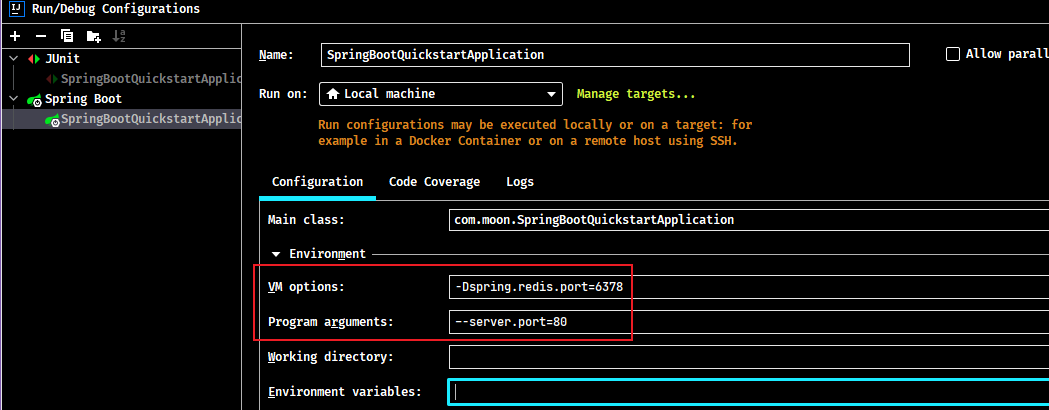 IJ Run/Debug Configurations
JUnit
SpringBootQuickstartApplic
Spring Boot
SpringBootQuickstartApplic
Name: SpringBootQuickstartApplication Allow parall
Run on: Local machine Manage targets...
Run configurations may be executed locally or on a target: for
example in a Docker Container or on a remote host using SSH.
Configuration Code Coverage Logs
Main class: com.moon.SpringBootQuickstartApplication
Environment
VM options: -Dspring.redis.port=6378
Program arguments: --server.port=80
Working directory:
Environment variables: